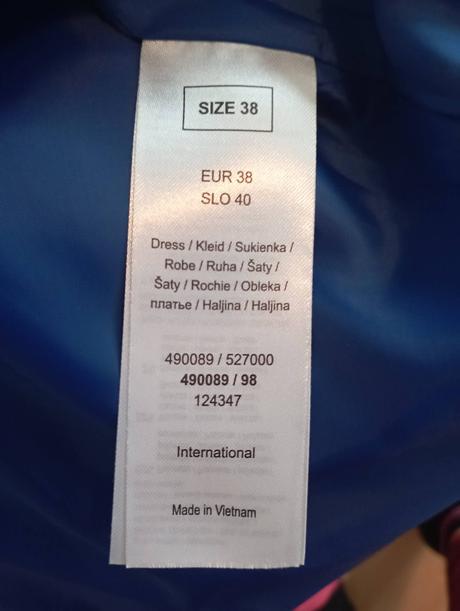 SIZE 38
EUR 38
SLO 40
Dress / Kleid / Sukienka /
Robe / Ruha / Šaty /
Šaty / Rochie / Obleka /
платье / Haljina / Haljina
490089 / 527000
490089 / 98
124347
International
Made in Vietnam